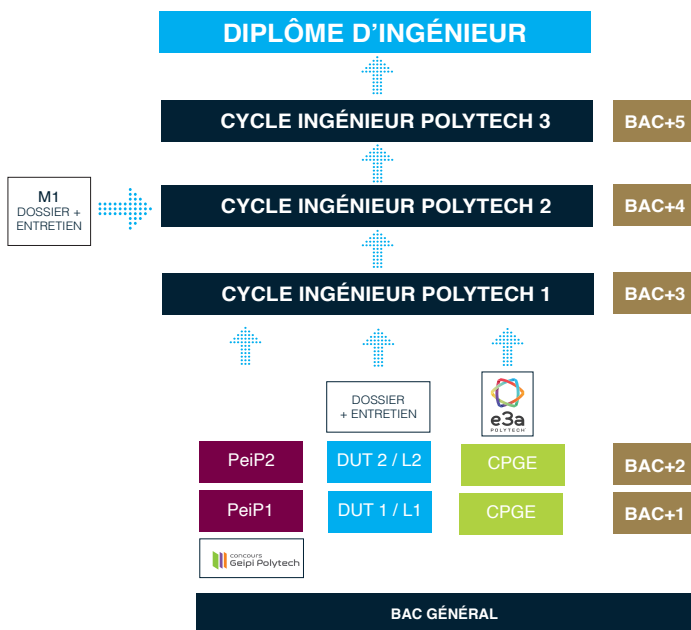 DIPLÔME D’INGÉNIEUR
CYCLE INGÉNIEUR POLYTECH 3
BAC+5
M1
DOSSIER +
ENTRETIEN
CYCLE INGÉNIEUR POLYTECH 2
BAC+4
CYCLE INGÉNIEUR POLYTECH 1
BAC+3
DOSSIER
+ ENTRETIEN
e3a
POLYTECH
PeiP2
DUT 2 / L2
CPGE
BAC+2
PeiP1
DUT 1 / L1
CPGE
BAC+1
concours
Geipi Polytech
BAC GÉNÉRAL